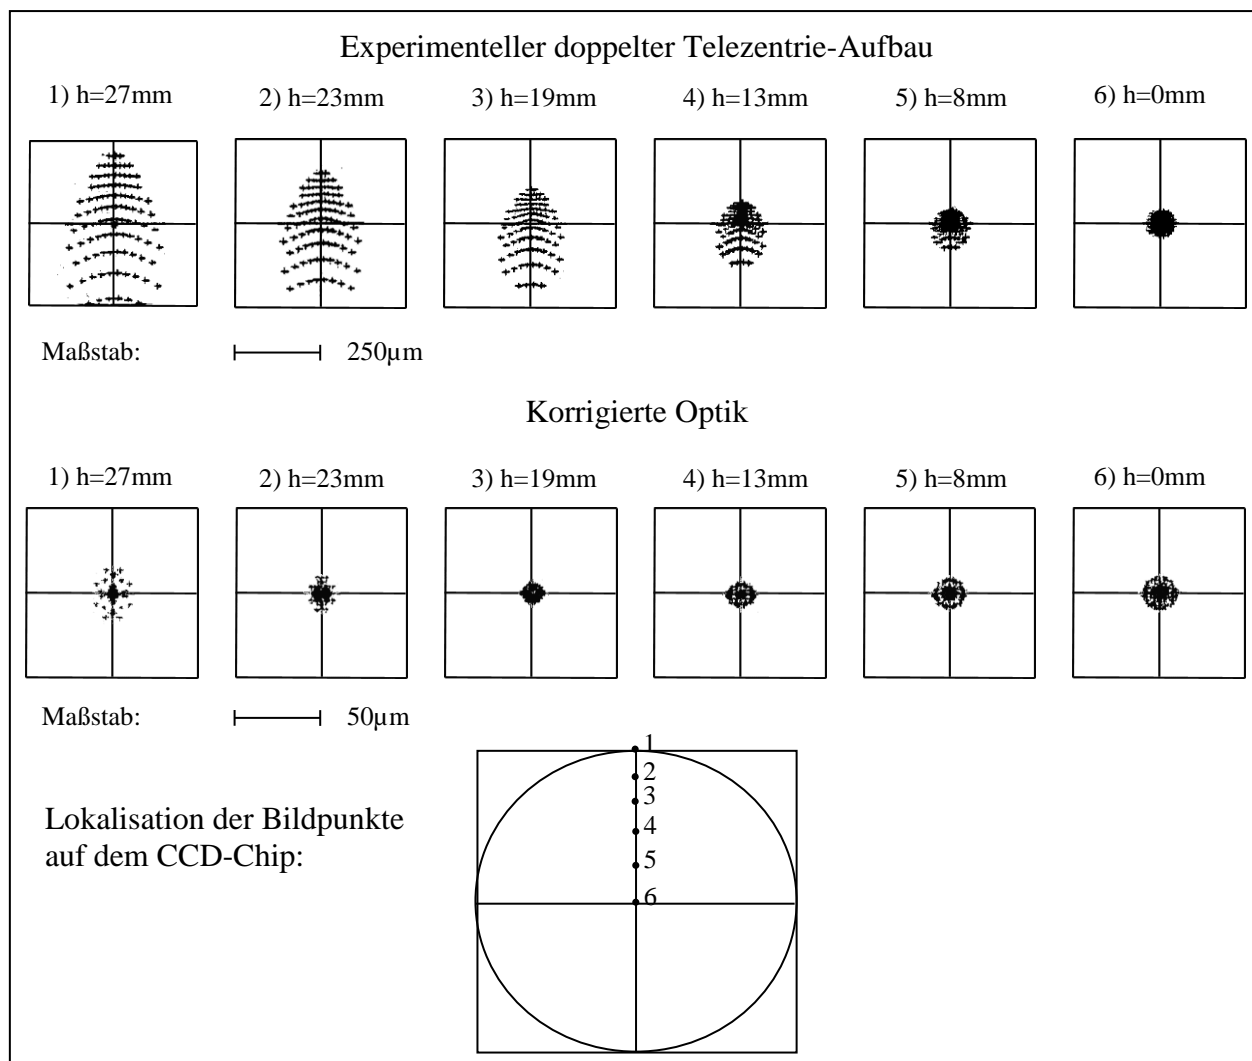 Experimenteller doppelter Telezentrie-Aufbau
1) h=27mm 2) h=23mm 3) h=19mm 4) h=13mm 5) h=8mm 6) h=0mm
Maßstab: 250µm
Korrigierte Optik
1) h=27mm 2) h=23mm 3) h=19mm 4) h=13mm 5) h=8mm 6) h=0mm
Maßstab: 50µm
1
2
3
4
5
6
Lokalisation der Bildpunkte
auf dem CCD-Chip: